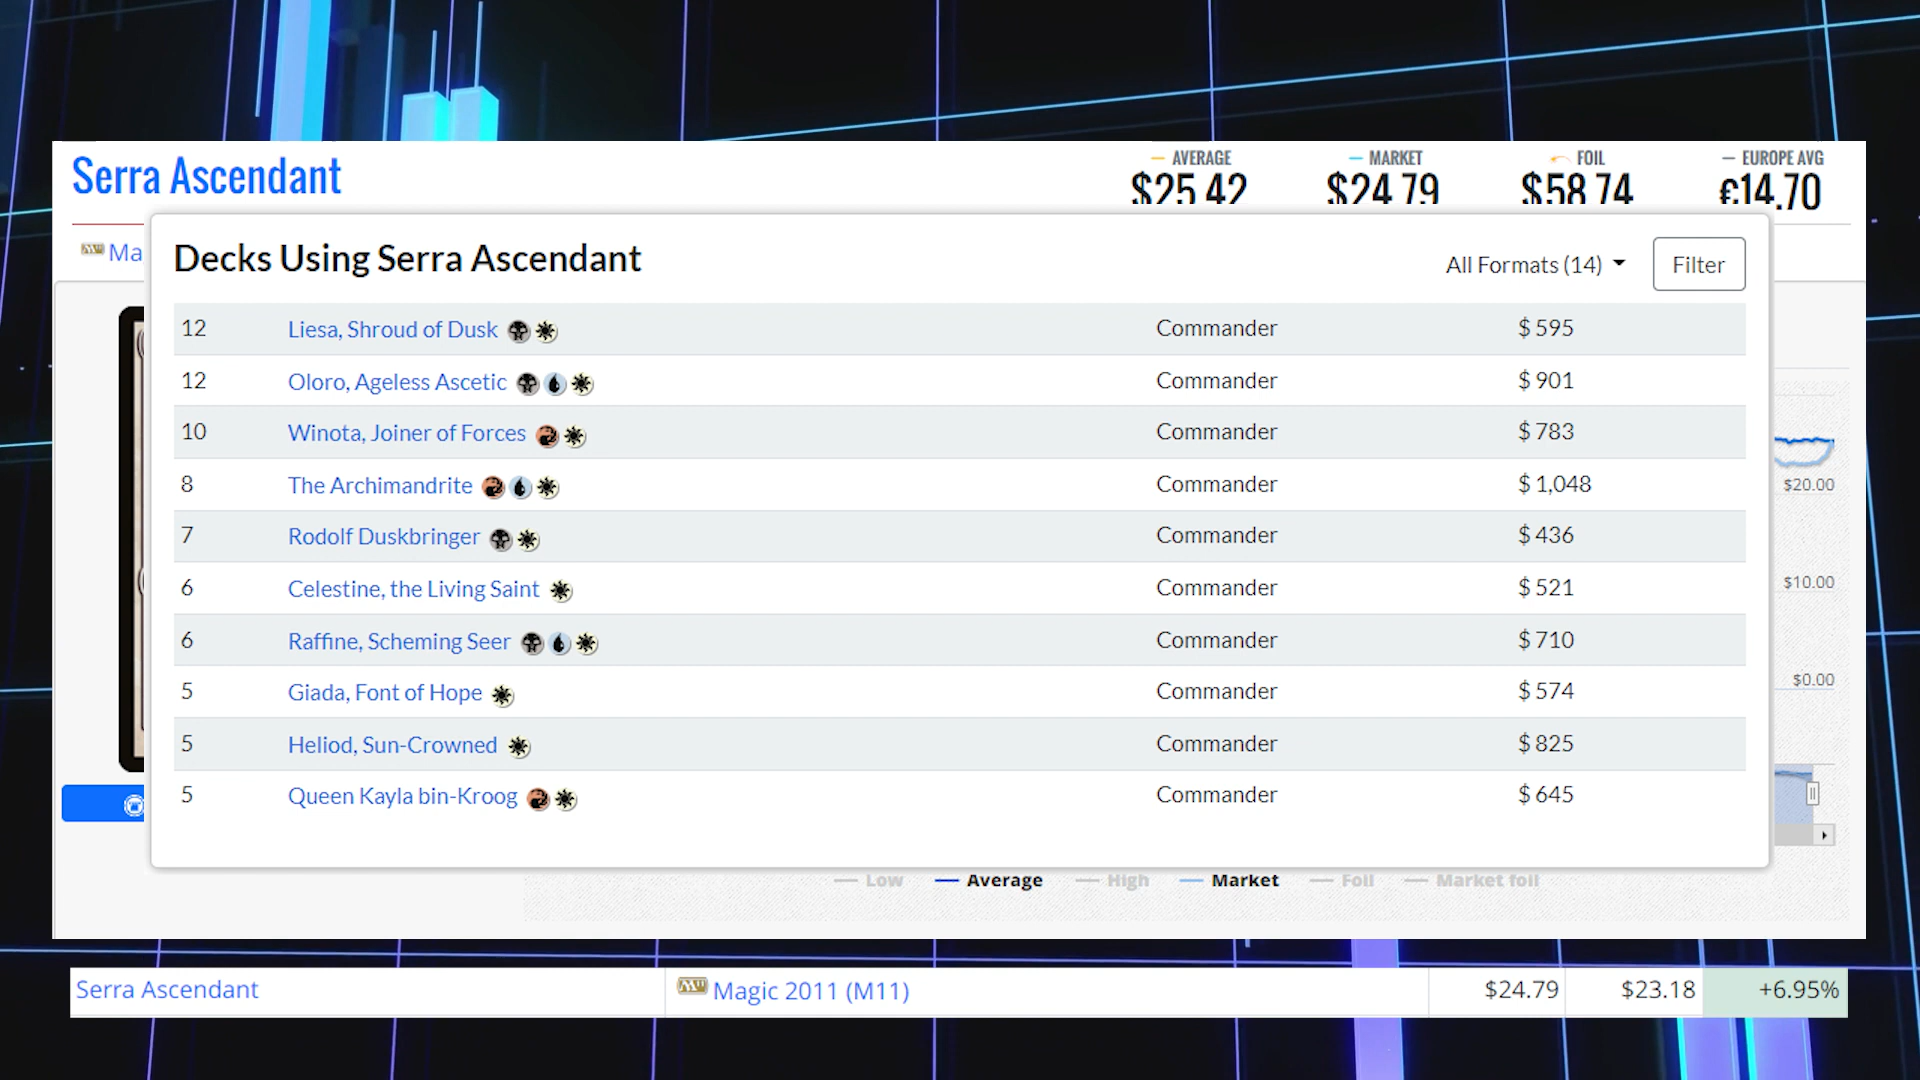 Serra Ascendant
AVERAGE MARKET FOIL EUROPE AVG
$25.42 $24.79 $58.74 €14.70
Ma
Decks Using Serra Ascendant
All Formats (14) Filter
12 Liesa, Shroud of Dusk Commander $ 595
12 Oloro, Ageless Ascetic Commander $ 901
10 Winota, Joiner of Forces Commander $ 783
8 The Archimandrite Commander $ 1,048
7 Rodolf Duskbringer Commander $ 436
6 Celestine, the Living Saint Commander $ 521
6 Raffine, Scheming Seer Commander $ 710
5 Giada, Font of Hope Commander $ 574
5 Heliod, Sun-Crowned Commander $ 825
5 Queen Kayla bin-Kroog Commander $ 645
$20.00
$10.00
$0.00
Low Average High Market Foil Market foil
Serra Ascendant Magic 2011 (M11) $24.79 $23.18 +6.95%